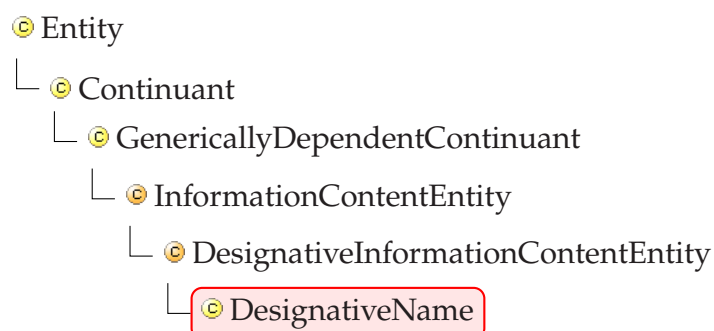 C Entity
C Continuant
C GenericallyDependentContinuant
C InformationContentEntity
C DesignativeInformationContentEntity
C DesignativeName